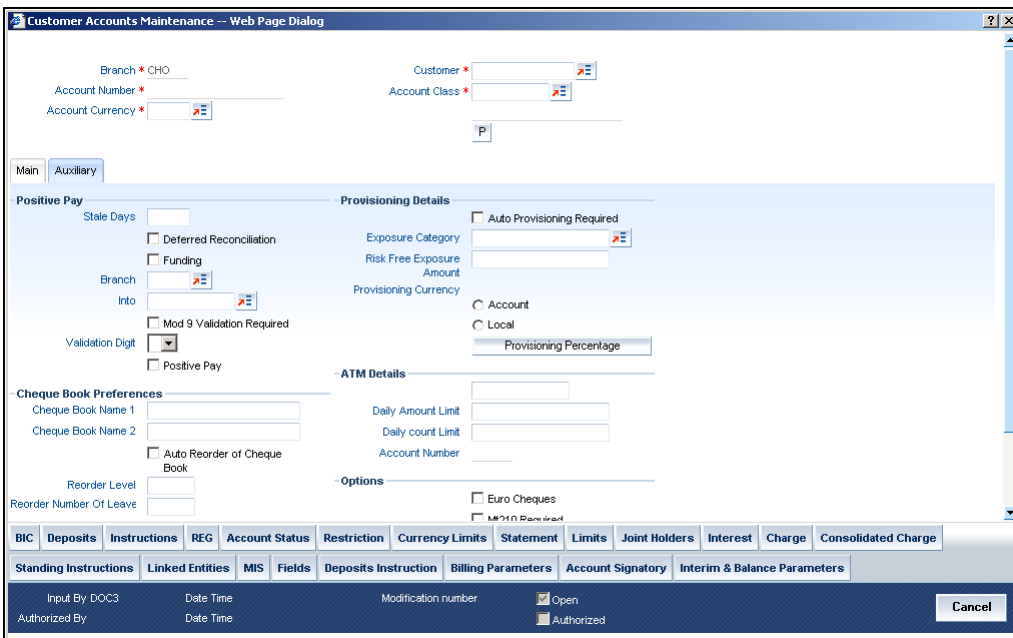 Customer Accounts Maintenance -- Web Page Dialog
? X
Branch * CHO
Customer *
Account Number *
Account Class *
Account Currency *
P
Main
Auxiliary
Positive Pay
Stale Days
Deferred Reconciliation
Funding
Branch
Into
Mod 9 Validation Required
Validation Digit
Positive Pay
Cheque Book Preferences
Cheque Book Name 1
Cheque Book Name 2
Auto Reorder of Cheque
Book
Reorder Level
Reorder Number Of Leave
Provisioning Details
Auto Provisioning Required
Exposure Category
Risk Free Exposure
Amount
Provisioning Currency
Account
Local
Provisioning Percentage
ATM Details
Daily Amount Limit
Daily count Limit
Account Number
Options
Euro Cheques
Mt210 Required
BIC Deposits Instructions REG Account Status Restriction Currency Limits Statement Limits Joint Holders Interest Charge Consolidated Charge
Standing Instructions Linked Entities MIS Fields Deposits Instruction Billing Parameters Account Signatory Interim & Balance Parameters
Input By DOC3 Date Time Modification number Open
Authorized By Date Time Authorized
Cancel